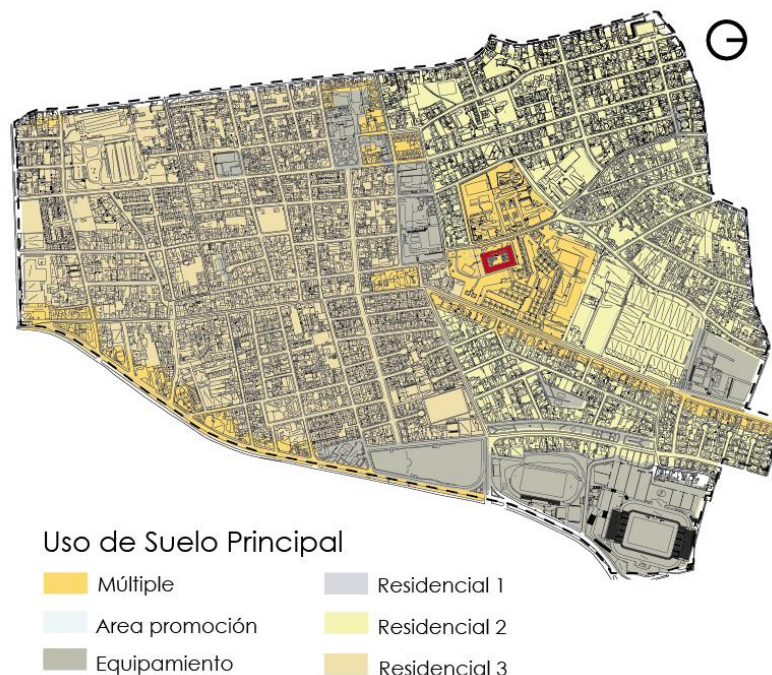 Uso de Suelo Principal
Múltiple
Area promoción
Equipamiento
Residencial 1
Residencial 2
Residencial 3